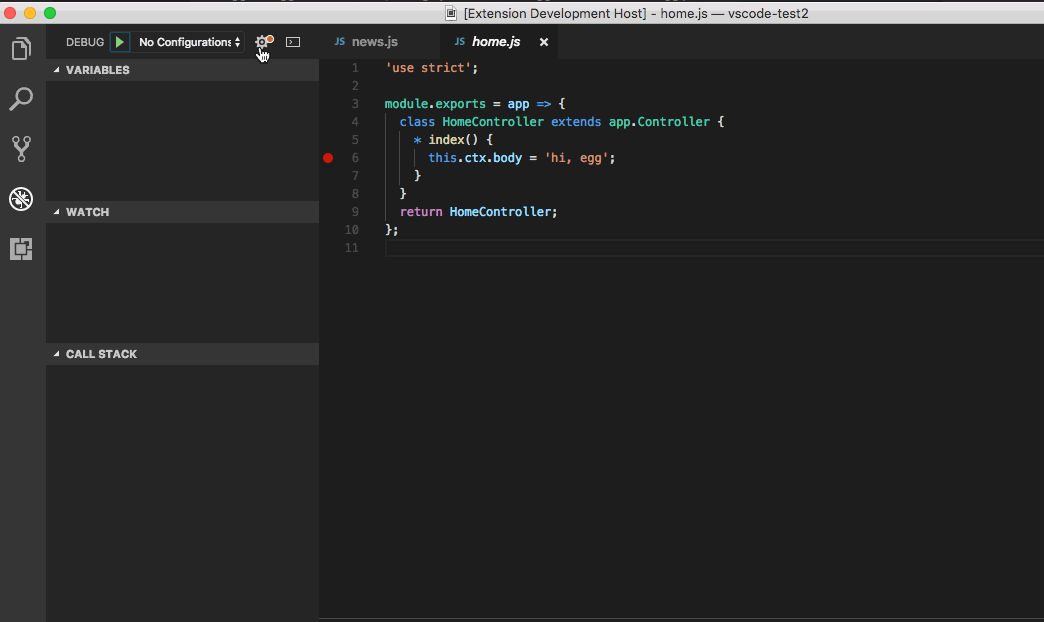 [Extension Development Host] - home.js — vscode-test2
DEBUG No Configurations
JS news.js JS home.js
VARIABLES
WATCH
CALL STACK
1 'use strict';
2
3 module.exports = app => {
4 class HomeController extends app.Controller {
5 * index() {
6 this.ctx.body = 'hi, egg';
7 }
8 }
9 return HomeController;
10 };
11